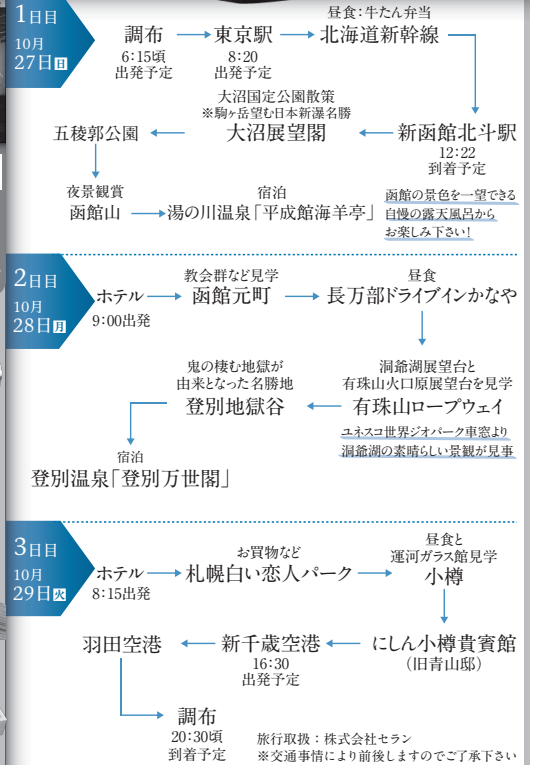 1日目
10月
27日日
調布
6:15頃
出発予定
東京駅
8:20
出発予定
昼食：牛たん弁当
北海道新幹線
新函館北斗駅
12:22
到着予定
大沼国定公園散策
※駒ヶ岳望む日本新瀑名勝
大沼展望閣
五稜郭公園
夜景観賞
函館山
宿泊
湯の川温泉「平成館海羊亭」
函館の景色を一望できる
自慢の露天風呂から
お楽しみ下さい！
2日目
10月
28日月
ホテル
9:00出発
教会群など見学
函館元町
昼食
長万部ドライブインかなや
洞爺湖展望台と
有珠山火口原展望台を見学
有珠山ロープウェイ
ユネスコ世界ジオパーク車窓より
洞爺湖の素晴らしい景観が見事
鬼の棲む地獄が
由来となった名勝地
登別地獄谷
宿泊
登別温泉「登別万世閣」
3日目
10月
29日火
ホテル
8:15出発
お買物など
札幌白い恋人パーク
昼食と
運河ガラス館見学
小樽
にしん小樽貴賓館
（旧青山邸）
新千歳空港
16:30
出発予定
羽田空港
調布
20:30頃
到着予定
旅行取扱：株式会社セラン
※交通事情により前後しますのでご了承下さい